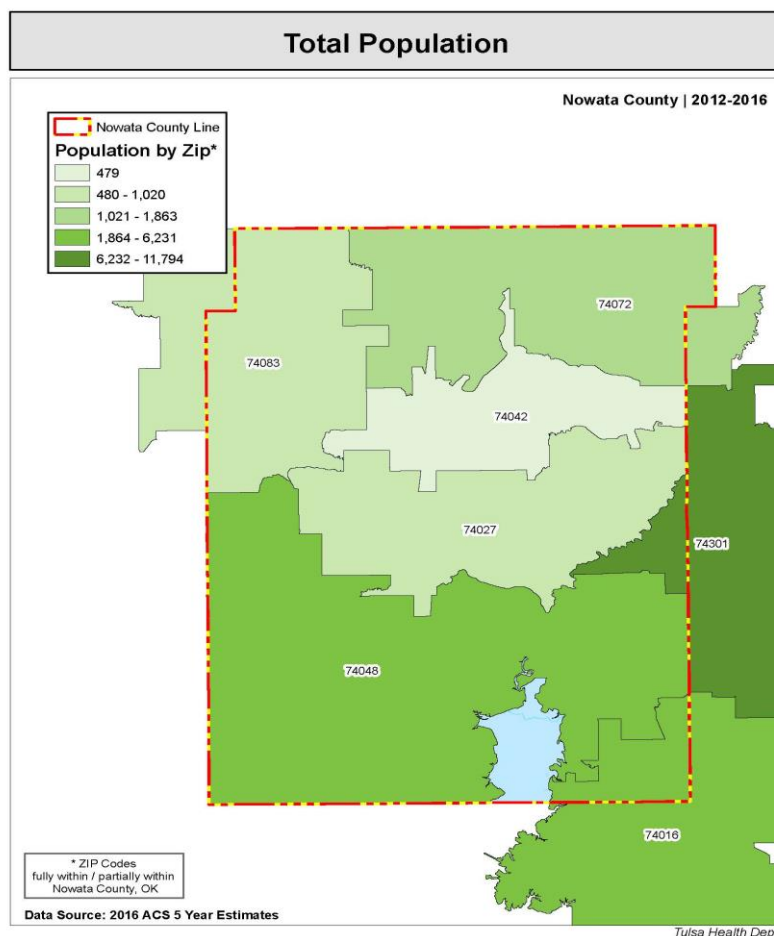 Total Population
Nowata County | 2012-2016
Nowata County Line
Population by Zip*
479
480 - 1,020
1,021 - 1,863
1,864 - 6,231
6,232 - 11,794
74072
74083
74042
74027
74301
74048
74016
* ZIP Codes
fully within / partially within
Nowata County, OK
Data Source: 2016 ACS 5 Year Estimates
Tulsa Health Dep